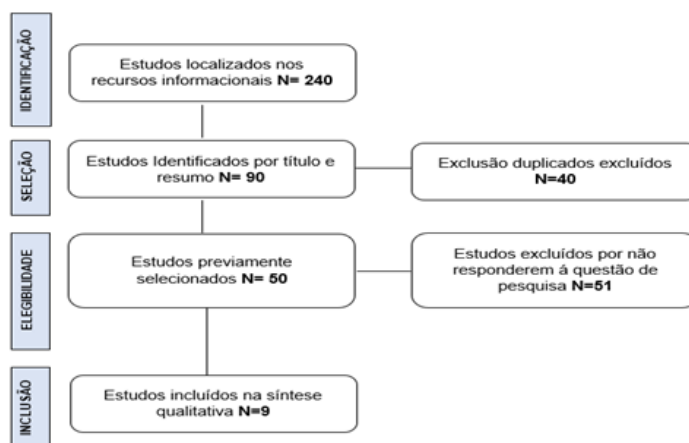 IDENTIFICAÇÃO
Estudos localizados nos
recursos informacionais N= 240
SELEÇÃO
Estudos Identificados por título e
resumo N= 90
Exclusão duplicados excluídos
N=40
ELEGIBILIDADE
Estudos previamente
selecionados N= 50
Estudos excluídos por não
responderem á questão de
pesquisa N=51
INCLUSÃO
Estudos incluídos na síntese
qualitativa N=9